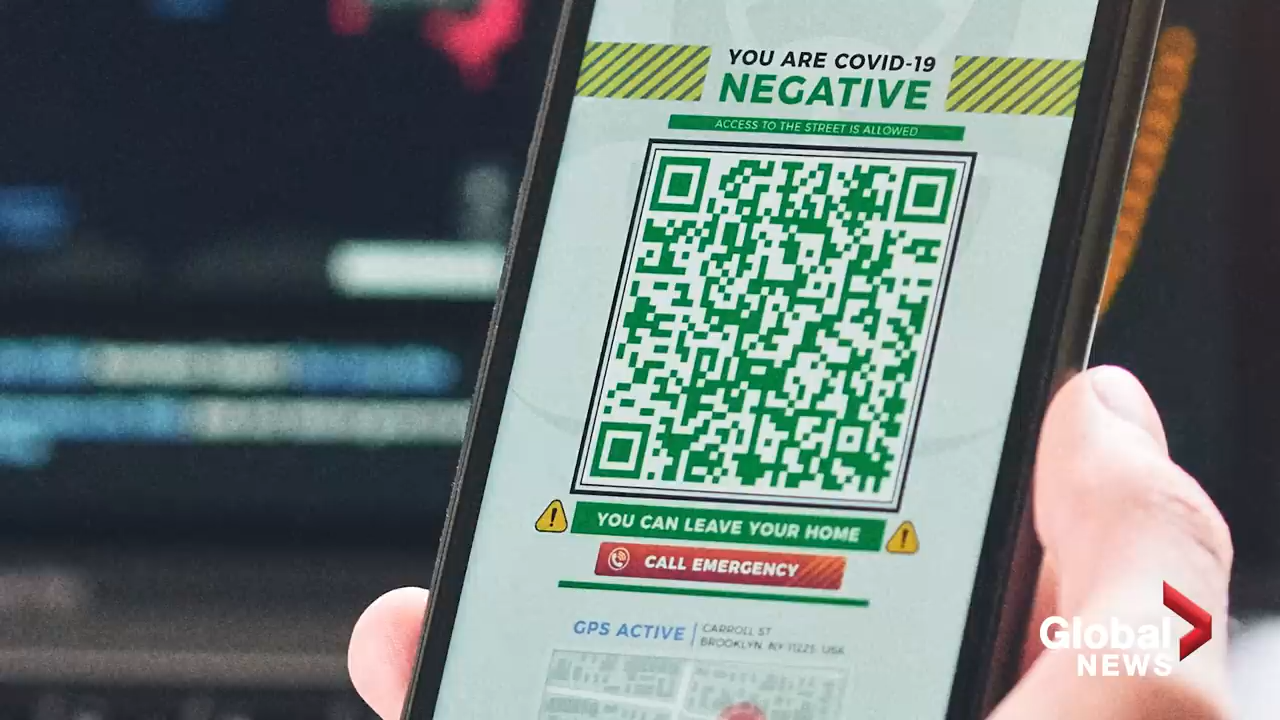 YOU ARE COVID-19
NEGATIVE
ACCESS TO THE STREET IS ALLOWED
YOU CAN LEAVE YOUR HOME
CALL EMERGENCY
GPS ACTIVE
CARROLL ST
BROOKLYN, NY 11225, USA
Global
NEWS